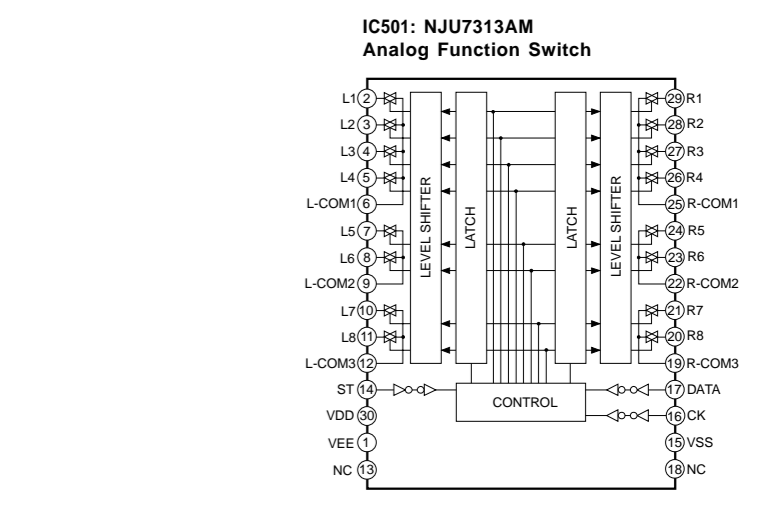 IC501: NJU7313AM
Analog Function Switch
L1 2 29 R1
L2 3 28 R2
L3 4 27 R3
L4 5 26 R4
L-COM1 6 25 R-COM1
L5 7 24 R5
L6 8 23 R6
L-COM2 9 22 R-COM2
L7 10 21 R7
L8 11 20 R8
L-COM3 12 19 R-COM3
LEVEL SHIFTER
LATCH
LATCH
LEVEL SHIFTER
ST 14 CONTROL 17 DATA
VDD 30 16 CK
VEE 1 15 VSS
NC 13 18 NC